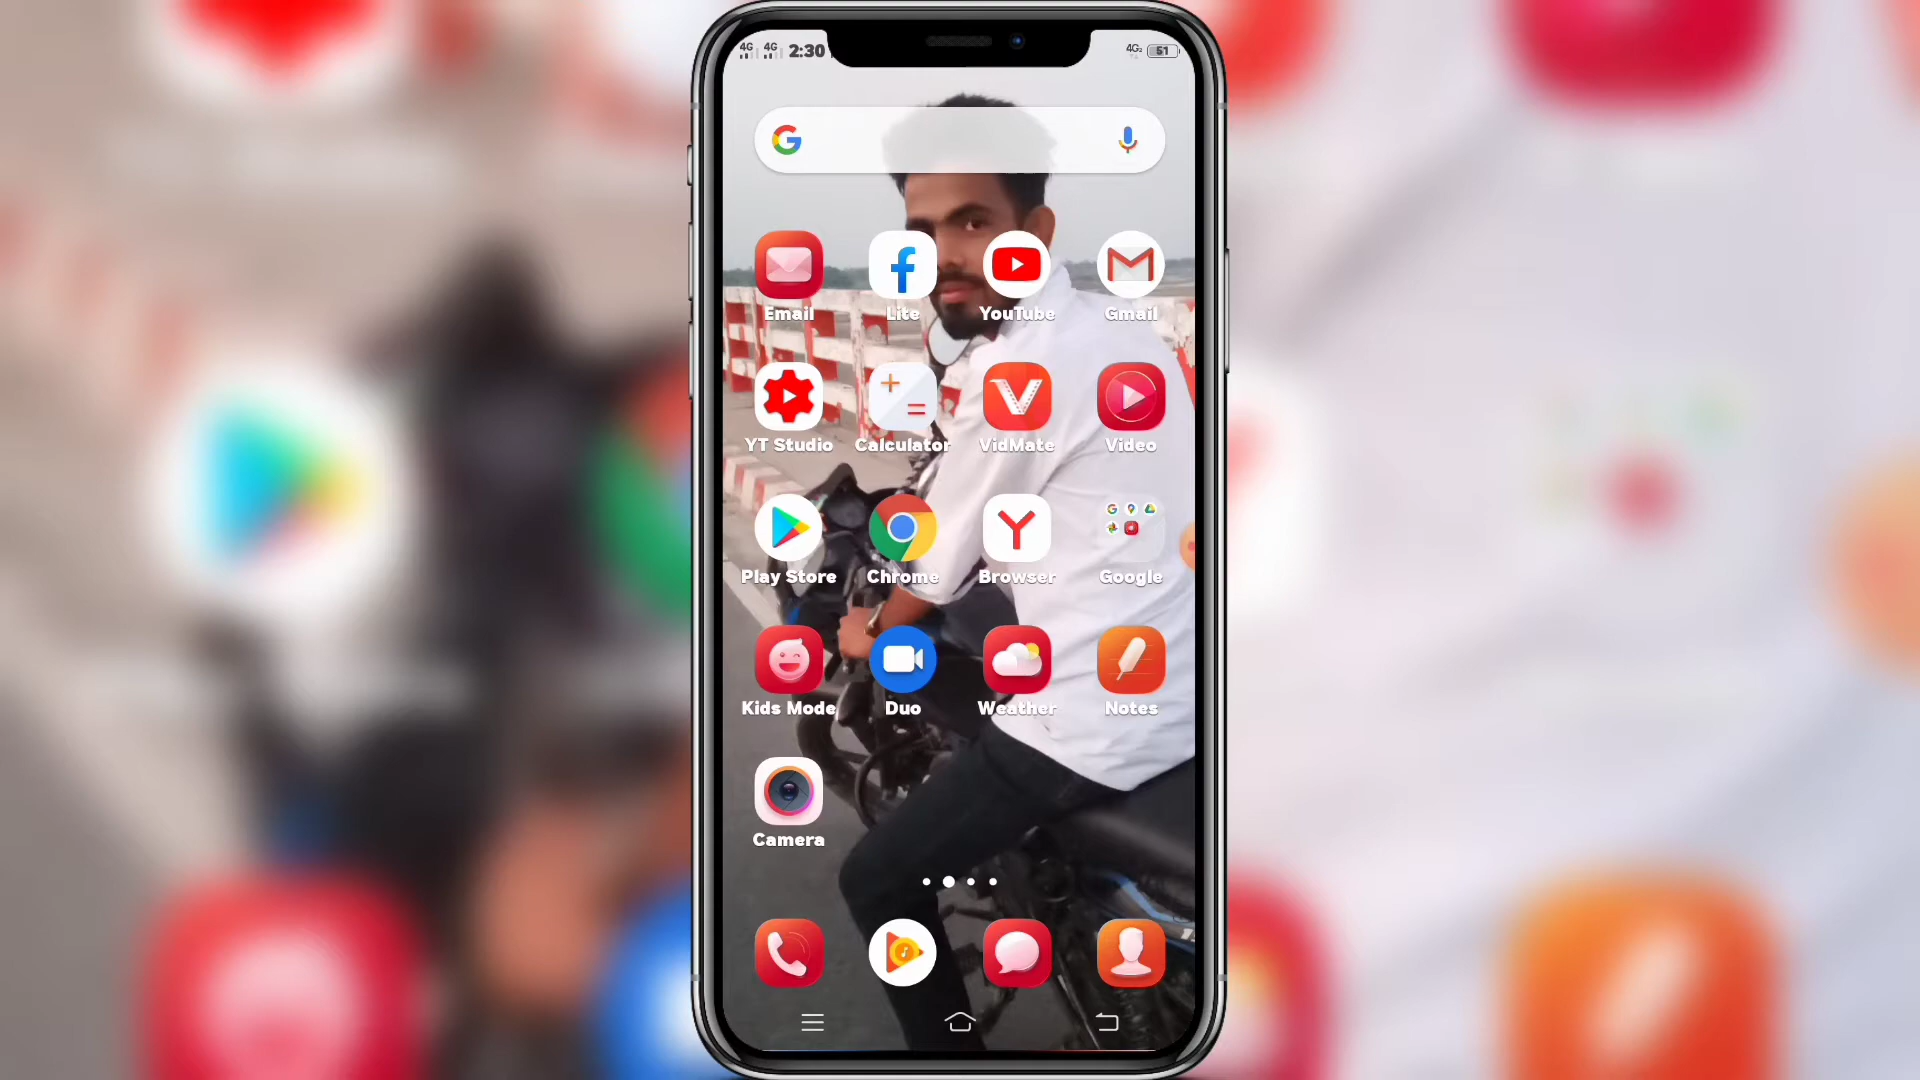 4G 4G 2:30 4G 51
Email Lite YouTube Gmail
YT Studio Calculator VidMate Video
Play Store Chrome Browser Google
Kids Mode Duo Weather Notes
Camera